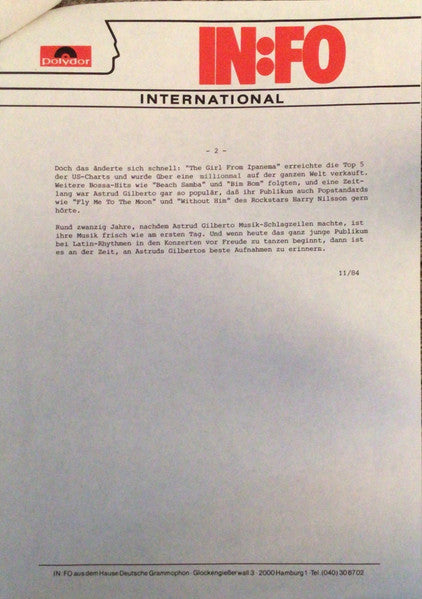 polydor
IN:FO
INTERNATIONAL
- 2 -
Doch das änderte sich schnell: "The Girl From Ipanema" erreichte die Top 5
der US-Charts und wurde über eine millionmal auf der ganzen Welt verkauft.
Weitere Bossa-Hits wie "Beach Samba" und "Bim Bom" folgten, und eine Zeit-
lang war Astrud Gilberto gar so populär, daß ihr Publikum auch Popstandards
wie "Fly Me To The Moon" und "Without Him" des Rockstars Harry Nilsson gern
hörte.
Rund zwanzig Jahre, nachdem Astrud Gilberto Musik-Schlagzeilen machte, ist
ihre Musik frisch wie am ersten Tag. Und wenn heute das ganz junge Publikum
bei Latin-Rhythmen in den Konzerten vor Freude zu tanzen beginnt, dann ist
es an der Zeit, an Astruds Gilbertos beste Aufnahmen zu erinnern.
11/84
IN:FO aus dem Hause Deutsche Grammophon · Glockengießerwall 3 · 2000 Hamburg 1 · Tel. (040) 30 87 02